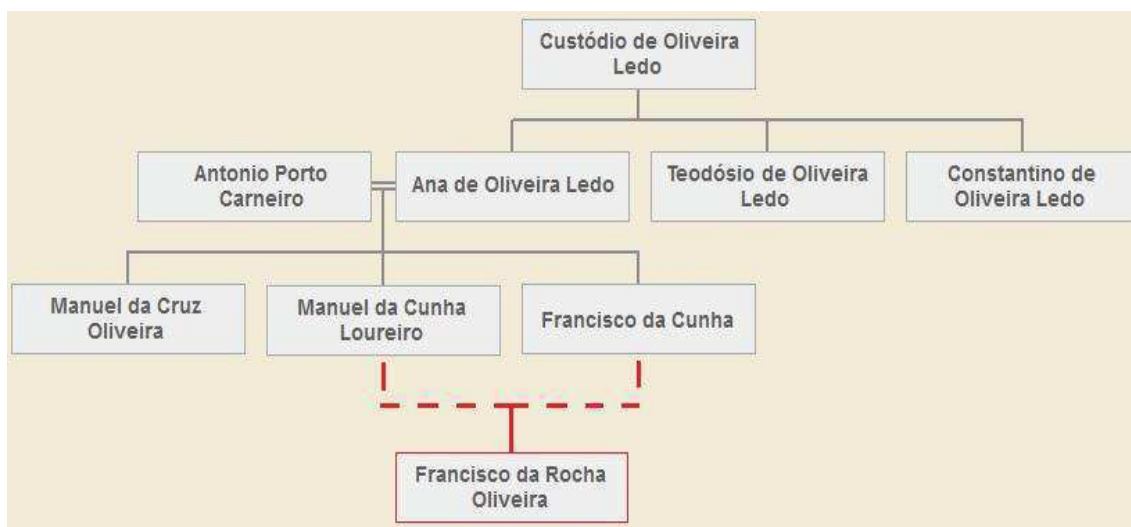 Custódio de Oliveira
Ledo
Antonio Porto
Carneiro
Ana de Oliveira Ledo
Teodósio de Oliveira
Ledo
Constantino de
Oliveira Ledo
Manuel da Cruz
Oliveira
Manuel da Cunha
Loureiro
Francisco da Cunha
Francisco da Rocha
Oliveira